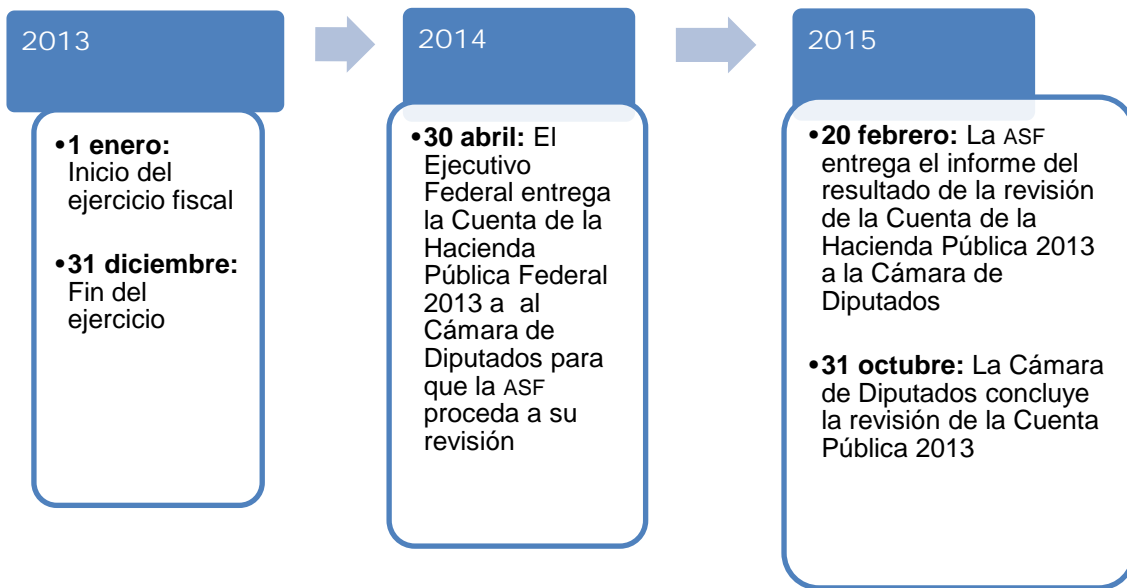 2013
•1 enero:
Inicio del
ejercicio fiscal
•31 diciembre:
Fin del
ejercicio
2014
•30 abril: El
Ejecutivo
Federal entrega
la Cuenta de la
Hacienda
Pública Federal
2013 a al
Cámara de
Diputados para
que la ASF
proceda a su
revisión
2015
•20 febrero: La ASF
entrega el informe del
resultado de la revisión
de la Cuenta de la
Hacienda Pública 2013
a la Cámara de
Diputados
•31 octubre: La Cámara
de Diputados concluye
la revisión de la Cuenta
Pública 2013